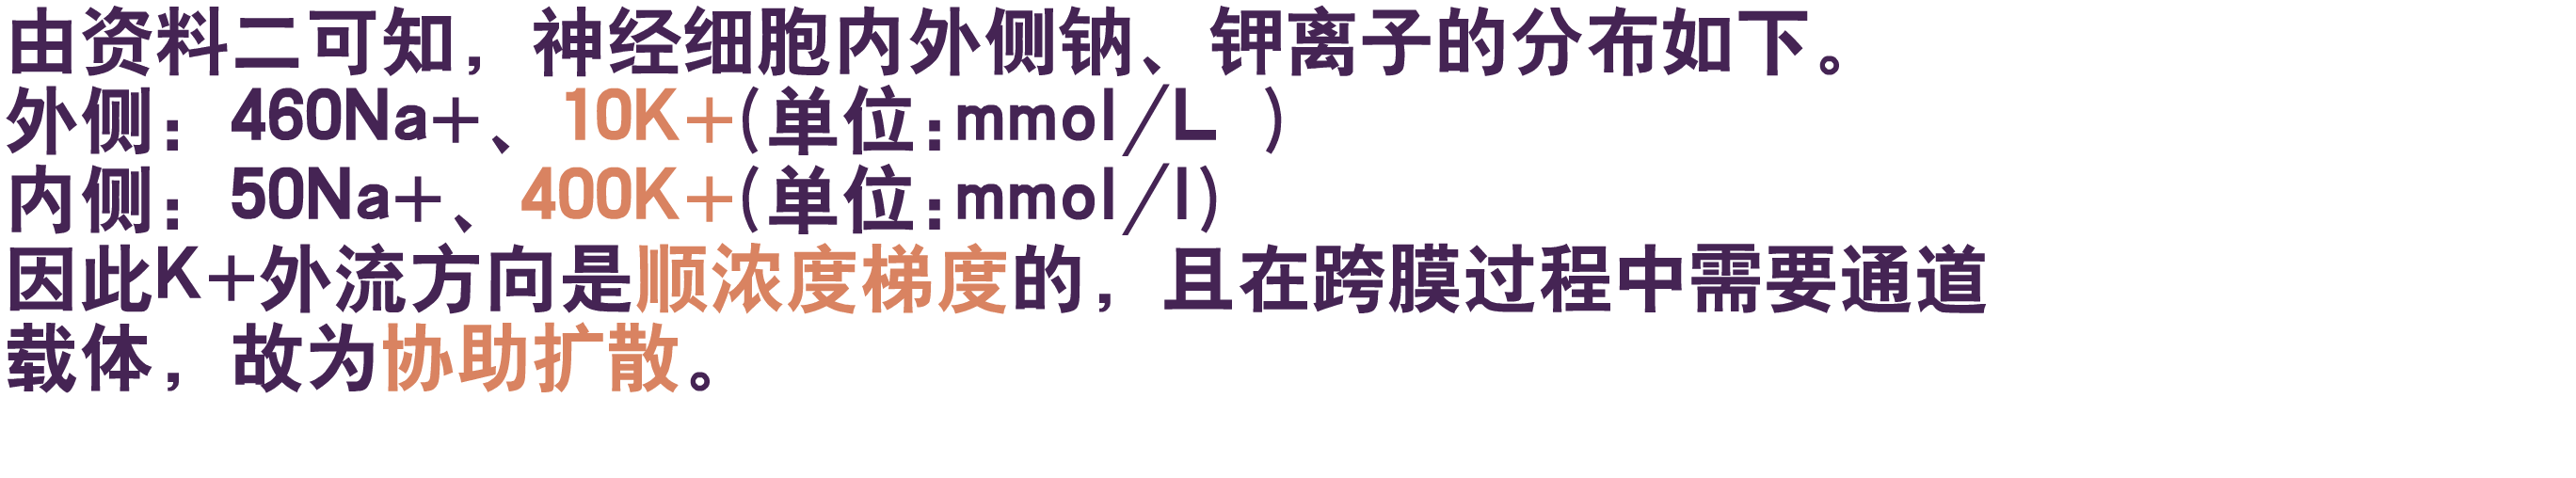 由资料二可知，神经细胞内外侧钠、钾离子的分布如下。
外侧：460Na+、10K+(单位:mmol/L )
内侧：50Na+、400K+(单位:mmol/l)
因此K+外流方向是顺浓度梯度的，且在跨膜过程中需要通道
载体，故为协助扩散。